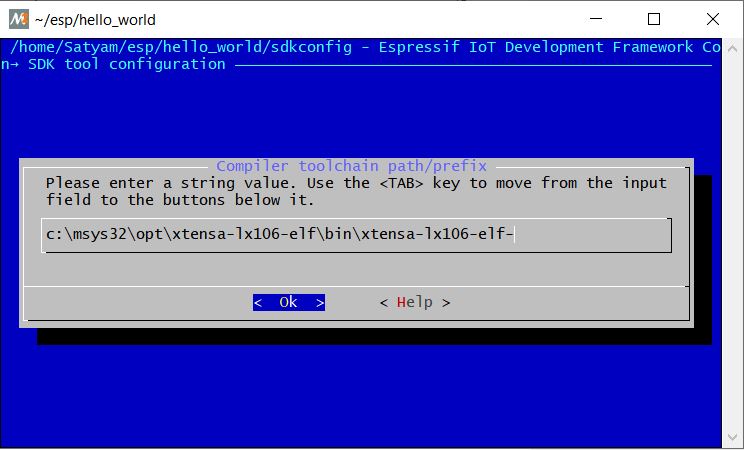 ~/esp/hello_world
/home/Satyam/esp/hello_world/sdkconfig - Espressif IoT Development Framework Co
n→ SDK tool configuration
Compiler toolchain path/prefix
Please enter a string value. Use the <TAB> key to move from the input
field to the buttons below it.
c:\msys32\opt\xtensa-lx106-elf\bin\xtensa-lx106-elf-
< Ok > < Help >